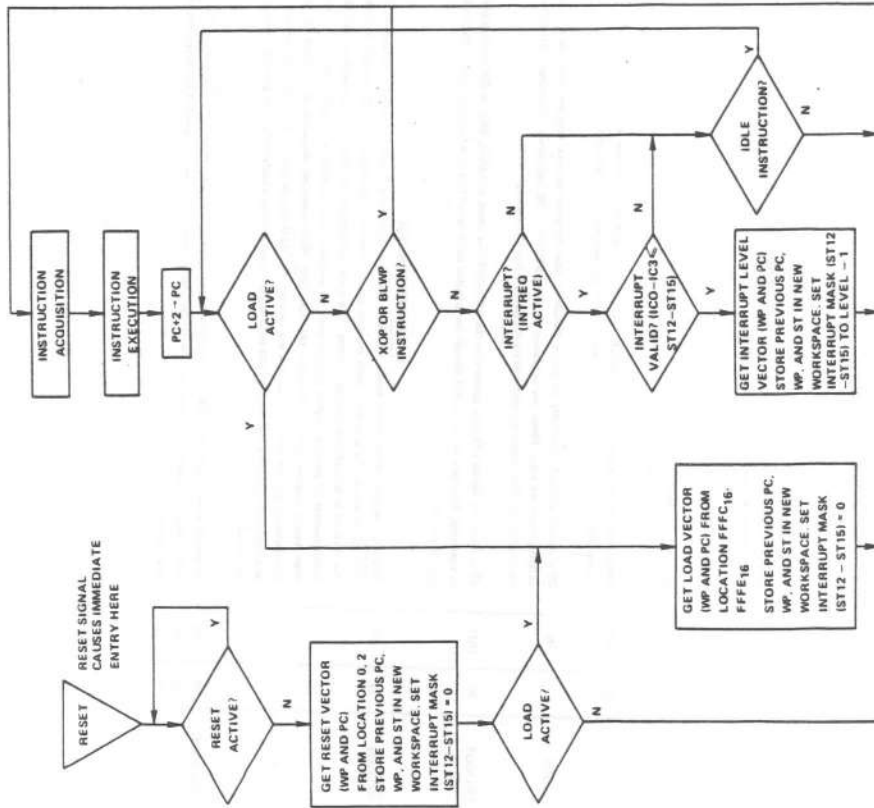 RESET
RESET SIGNAL
CAUSES IMMEDIATE
ENTRY HERE
RESET
ACTIVE?
Y
N
GET RESET VECTOR
(WP AND PC)
FROM LOCATION 0, 2
STORE PREVIOUS PC,
WP, AND ST IN NEW
WORKSPACE. SET
INTERRUPT MASK
(ST12-ST15) = 0
LOAD
ACTIVE?
Y
N
GET LOAD VECTOR
(WP AND PC) FROM
LOCATION FFFC16.
FFFE16
STORE PREVIOUS PC,
WP, AND ST IN NEW
WORKSPACE. SET
INTERRUPT MASK
(ST12 - ST15) = 0
INSTRUCTION
ACQUISITION
INSTRUCTION
EXECUTION
PC+2 → PC
LOAD
ACTIVE?
Y
N
XOP OR BLWP
INSTRUCTION?
Y
N
INTERRUPT?
(INTREQ
ACTIVE)
N
Y
INTERRUPT
VALID? (IC0-IC3≤
ST12-ST15)
N
Y
GET INTERRUPT LEVEL
VECTOR (WP AND PC)
STORE PREVIOUS PC,
WP, AND ST IN NEW
WORKSPACE. SET
INTERRUPT MASK (ST12
-ST15) TO LEVEL -1
IDLE
INSTRUCTION?
Y
N